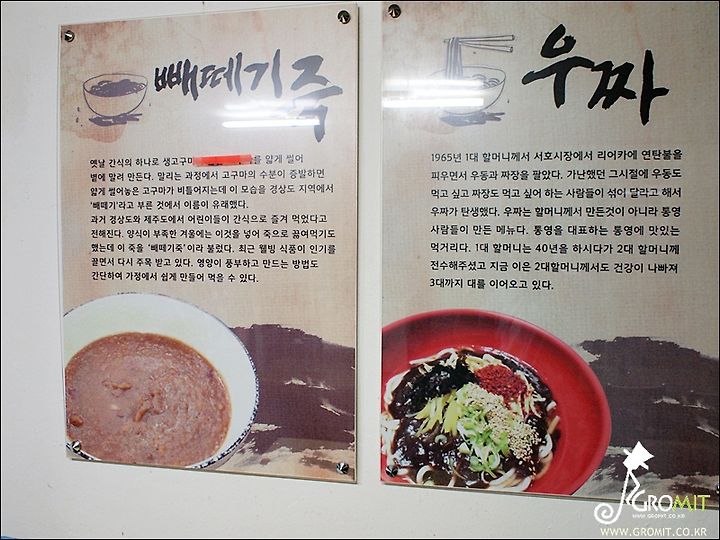 빼떼기죽
옛날 간식의 하나로 생고구마 를 얇게 썰어
볕에 말려 만든다. 말리는 과정에서 고구마의 수분이 증발하면
얇게 썰어놓은 고구마가 비틀어지는데 이 모습을 경상도 지역에서
'빼떼기'라고 부른 것에서 이름이 유래했다.
과거 경상도와 제주도에서 어린이들이 간식으로 즐겨 먹었다고
전해진다. 양식이 부족한 겨울에는 이것을 넣어 죽으로 끓여먹기도
했는데 이 죽을 '빼떼기죽'이라 불렀다. 최근 웰빙 식품이 인기를
끌면서 다시 주목 받고 있다. 영양이 풍부하고 만드는 방법도
간단하여 가정에서 쉽게 만들어 먹을 수 있다.
우짜
1965년 1대 할머니께서 서호시장에서 리어카에 연탄불을
피우면서 우동과 짜장을 팔았다. 가난했던 그시절에 우동도
먹고 싶고 짜장도 먹고 싶어 하는 사람들이 섞어 달라고 해서
우짜가 탄생했다. 우짜는 할머니께서 만든것이 아니라 통영
사람들이 만든 메뉴다. 통영을 대표하는 통영에 맛있는
먹거리다. 1대 할머니는 40년을 하시다가 2대 할머니께
전수해주셨고 지금 이은 2대할머니께서도 건강이 나빠져
3대까지 대를 이어오고 있다.
GROMIT
WWW.GROMIT.CO.KR
WWW.GROMIT.CO.KR